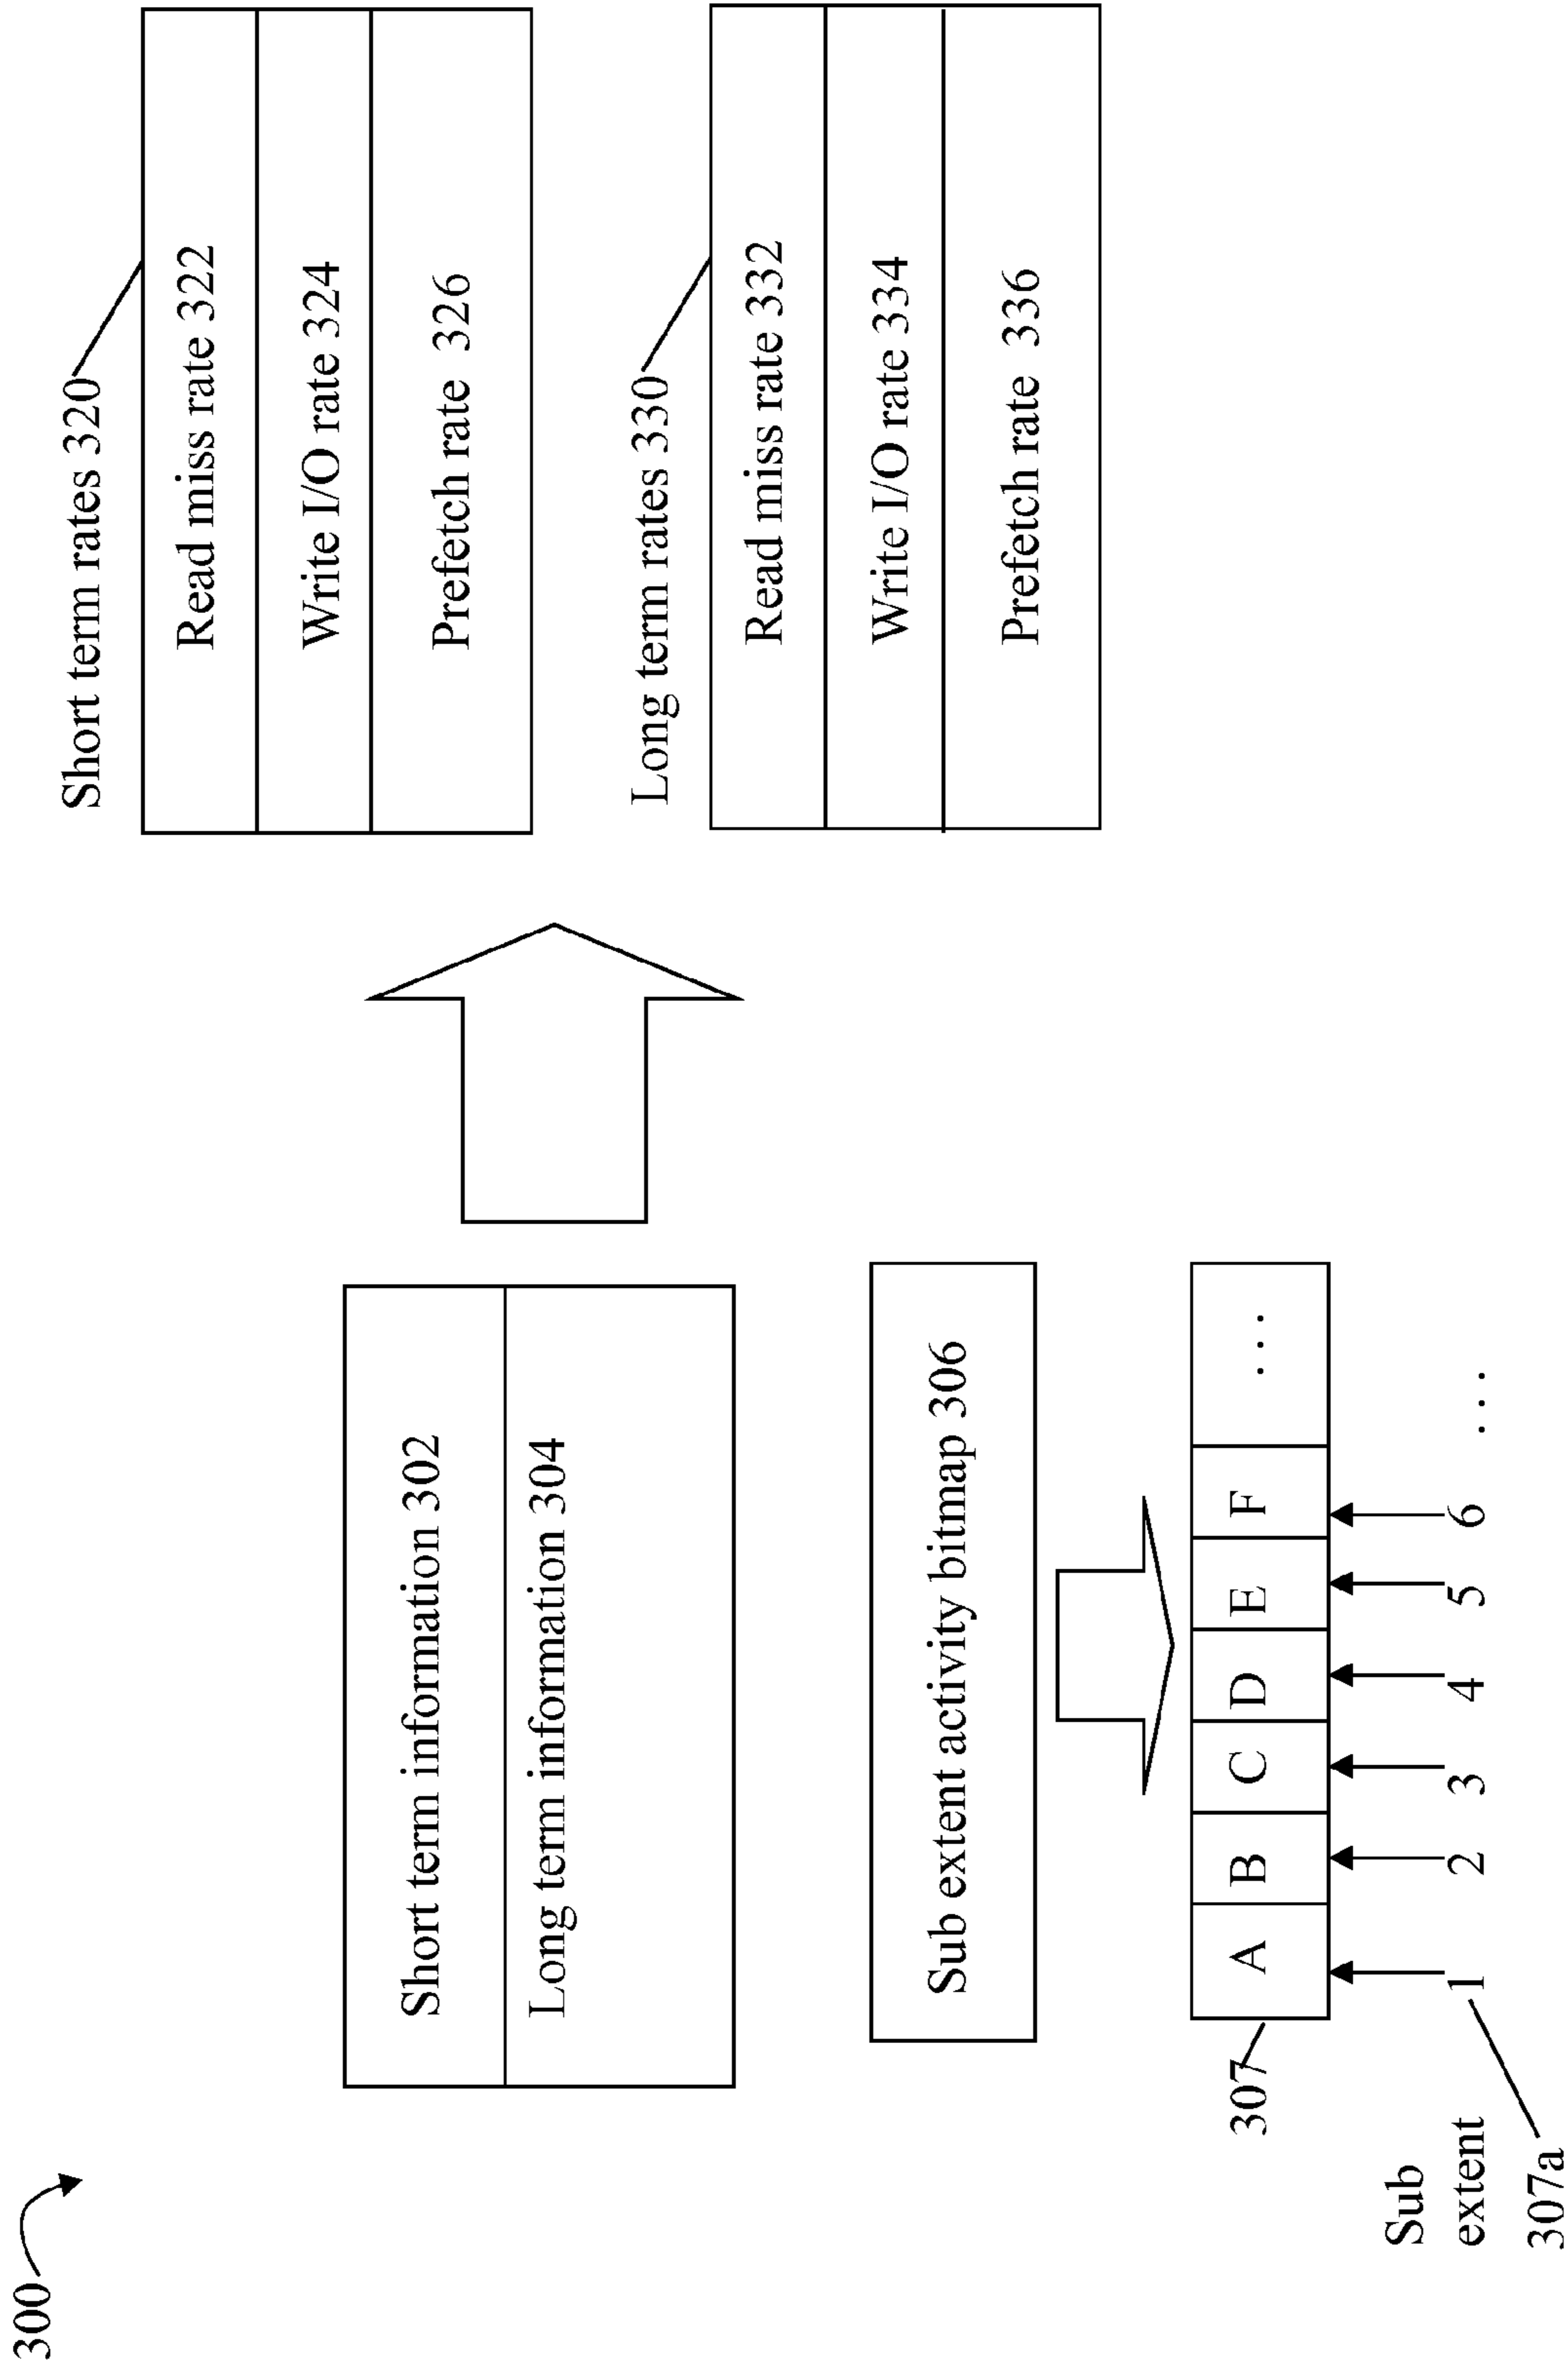 300
Short term information 302
Long term information 304
Short term rates 320
Read miss rate 322
Write I/O rate 324
Prefetch rate 326
Long term rates 330
Read miss rate 332
Write I/O rate 334
Prefetch rate 336
Sub extent activity bitmap 306
307
A B C D E F ...
Sub
extent 1 2 3 4 5 6 ...
307a